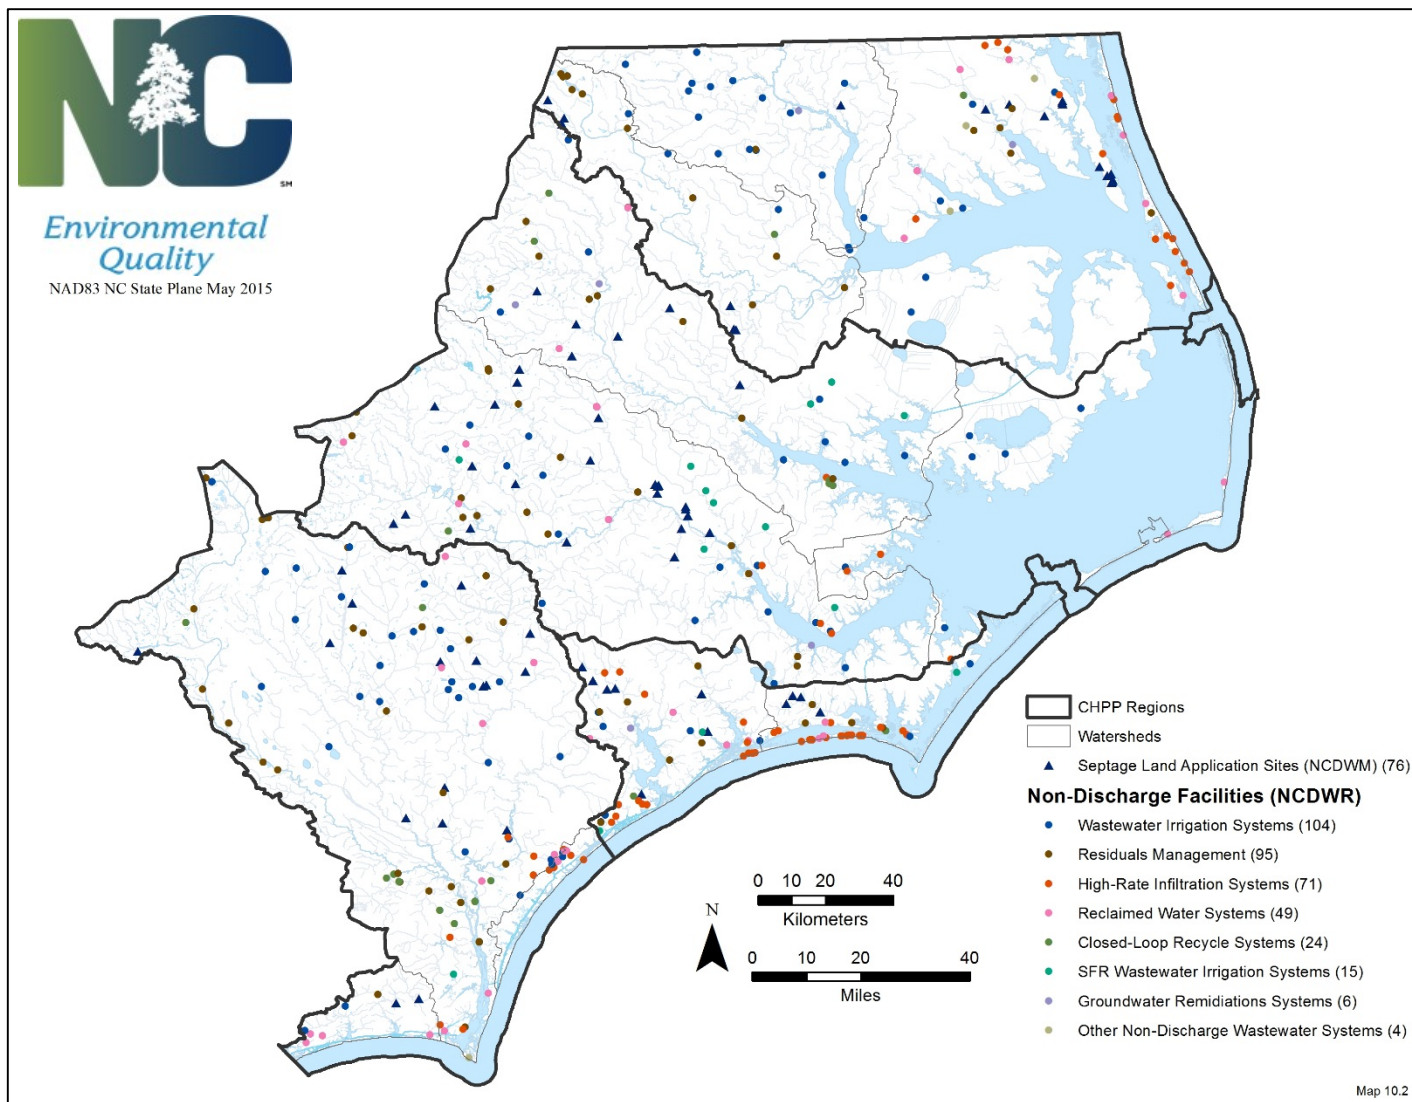 NC
SM
Environmental
Quality
NAD83 NC State Plane May 2015
CHPP Regions
Watersheds
Septage Land Application Sites (NCDWM) (76)
Non-Discharge Facilities (NCDWR)
Wastewater Irrigation Systems (104)
Residuals Management (95)
High-Rate Infiltration Systems (71)
Reclaimed Water Systems (49)
Closed-Loop Recycle Systems (24)
SFR Wastewater Irrigation Systems (15)
Groundwater Remidiations Systems (6)
Other Non-Discharge Wastewater Systems (4)
0 10 20 40
Kilometers
N
0 10 20 40
Miles
Map 10.2